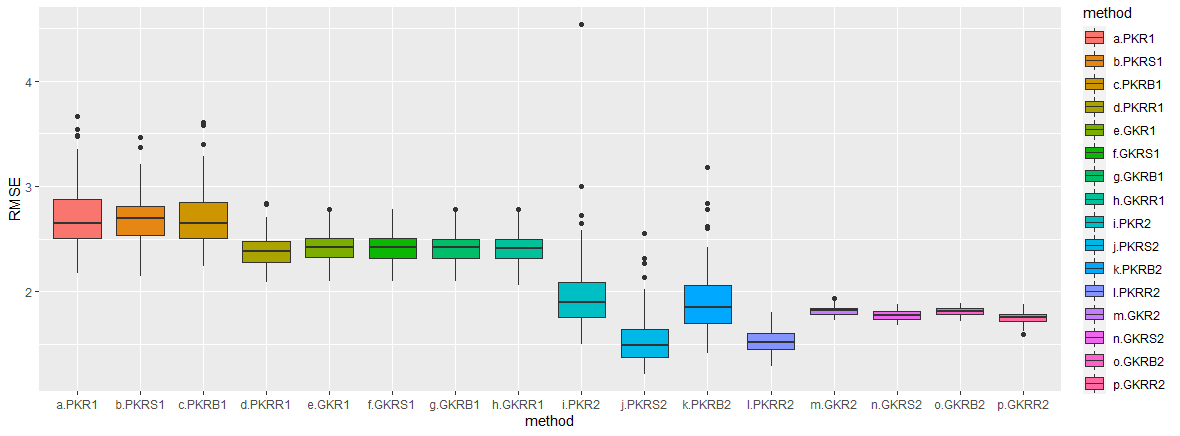 RMSE
4
3
2
a.PKR1 b.PKRS1 c.PKRB1 d.PKRR1 e.GKR1 f.GKRS1 g.GKRB1 h.GKRR1 i.PKR2 j.PKRS2 k.PKRB2 l.PKRR2 m.GKR2 n.GKRS2 o.GKRB2 p.GKRR2
method
method
a.PKR1
b.PKRS1
c.PKRB1
d.PKRR1
e.GKR1
f.GKRS1
g.GKRB1
h.GKRR1
i.PKR2
j.PKRS2
k.PKRB2
l.PKRR2
m.GKR2
n.GKRS2
o.GKRB2
p.GKRR2